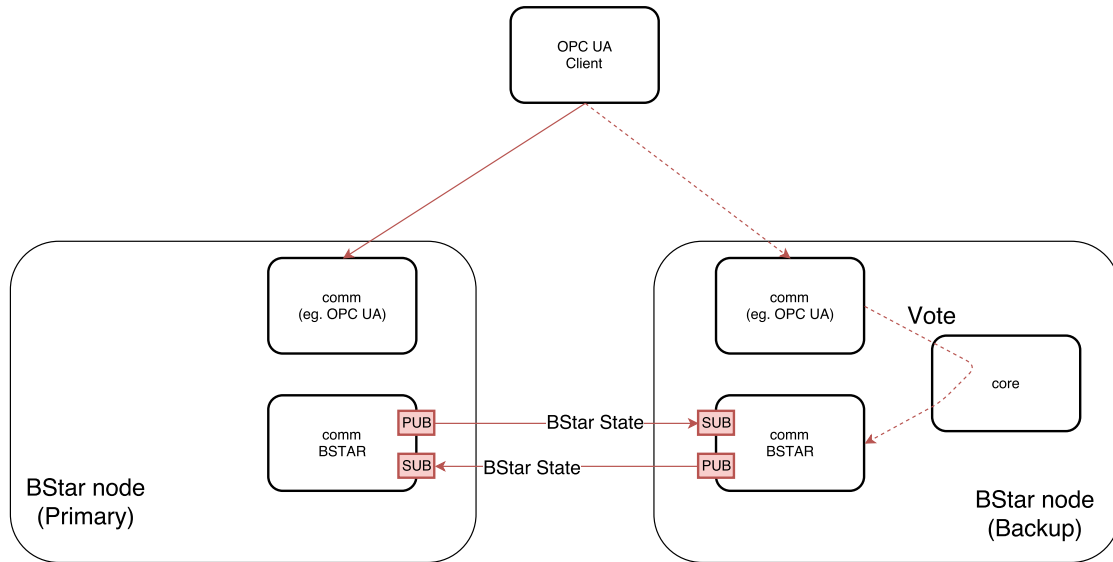 OPC UA
Client
comm
(eg. OPC UA)
comm
(eg. OPC UA)
Vote
core
PUB
BStar State
SUB
comm
BSTAR
comm
BSTAR
SUB
BStar State
PUB
BStar node
(Primary)
BStar node
(Backup)